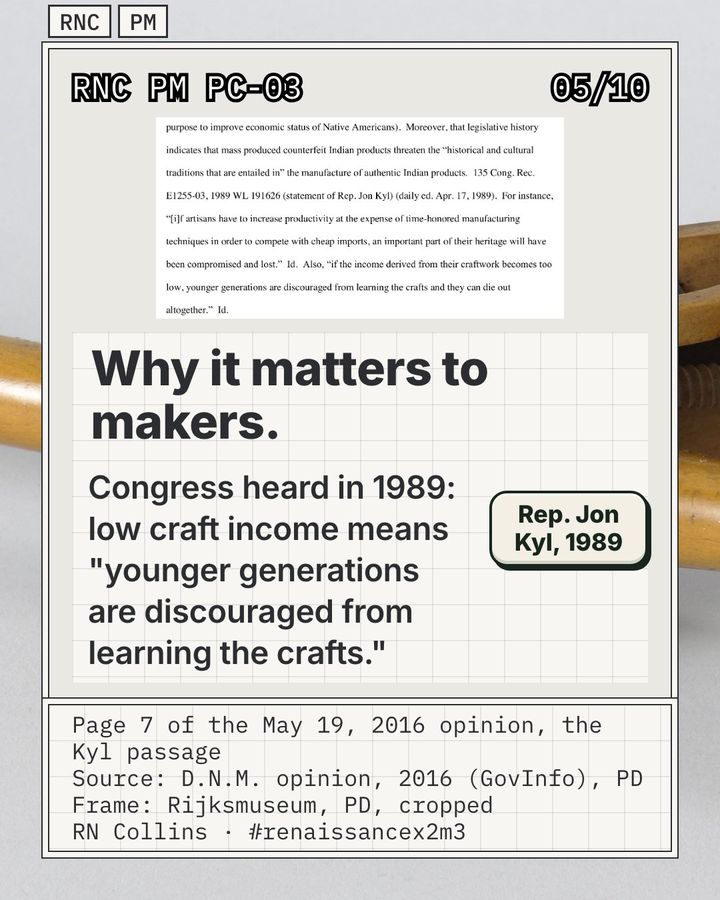 RNC PM
RNC PM PC-03 05/10
purpose to improve economic status of Native Americans). Moreover, that legislative history
indicates that mass produced counterfeit Indian products threaten the “historical and cultural
traditions that are entailed in” the manufacture of authentic Indian products. 135 Cong. Rec.
E1255-03, 1989 WL 191626 (statement of Rep. Jon Kyl) (daily ed. Apr. 17, 1989). For instance,
“[i]f artisans have to increase productivity at the expense of time-honored manufacturing
techniques in order to compete with cheap imports, an important part of their heritage will have
been compromised and lost.” Id. Also, “if the income derived from their craftwork becomes too
low, younger generations are discouraged from learning the crafts and they can die out
altogether.” Id.
Why it matters to
makers.
Congress heard in 1989:
low craft income means
"younger generations
are discouraged from
learning the crafts."
Rep. Jon
Kyl, 1989
Page 7 of the May 19, 2016 opinion, the
Kyl passage
Source: D.N.M. opinion, 2016 (GovInfo), PD
Frame: Rijksmuseum, PD, cropped
RN Collins · #renaissancex2m3